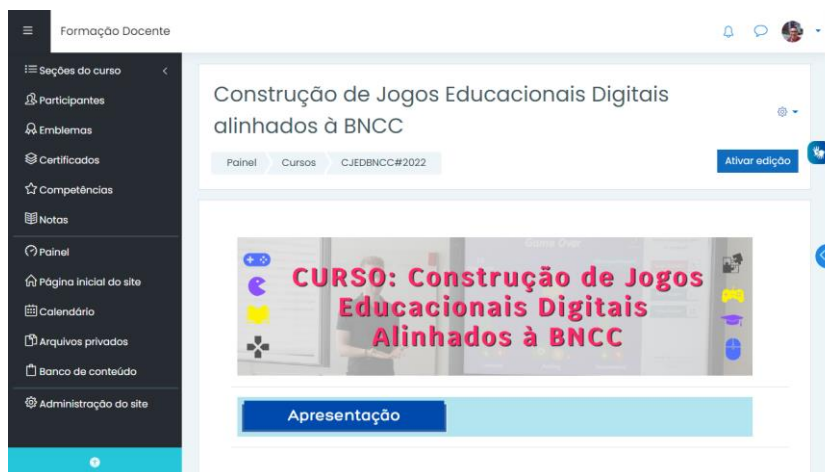 Formação Docente
Seções do curso
Participantes
Emblemas
Certificados
Competências
Notas
Painel
Página inicial do site
Calendário
Arquivos privados
Banco de conteúdo
Administração do site
Construção de Jogos Educacionais Digitais
alinhados à BNCC
Painel Cursos CJEDBNCC#2022
Ativar edição
Game Over
CURSO: Construção de Jogos
Educacionais Digitais
Alinhados à BNCC
Apresentação